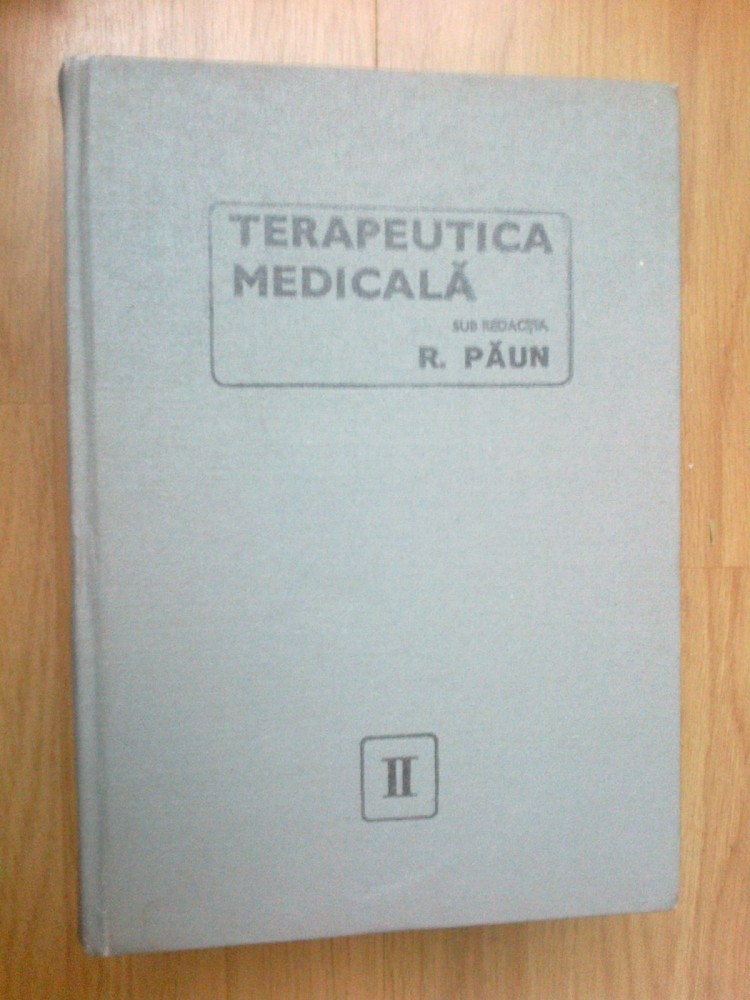 TERAPEUTICA
MEDICALĂ
SUB REDACȚIA
R. PĂUN
II